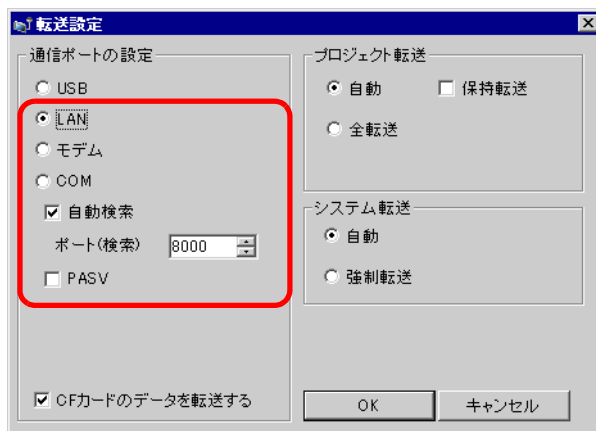 転送設定
通信ポートの設定
USB
LAN
モデム
COM
自動検索
ポート(検索) 8000
PASV
CFカードのデータを転送する
プロジェクト転送
自動 保持転送
全転送
システム転送
自動
強制転送
OK キャンセル